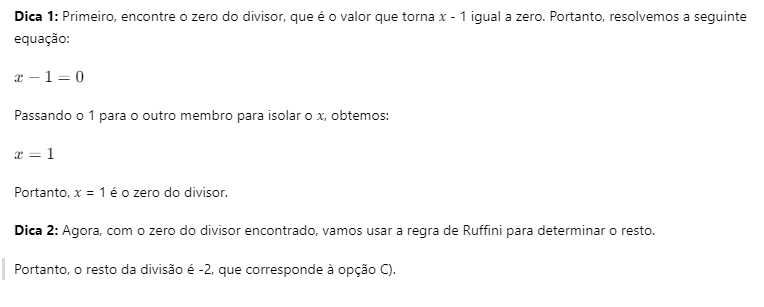 Dica 1: Primeiro, encontre o zero do divisor, que é o valor que torna x - 1 igual a zero. Portanto, resolvemos a seguinte
equação:
x − 1 = 0
Passando o 1 para o outro membro para isolar o x, obtemos:
x = 1
Portanto, x = 1 é o zero do divisor.
Dica 2: Agora, com o zero do divisor encontrado, vamos usar a regra de Ruffini para determinar o resto.
Portanto, o resto da divisão é -2, que corresponde à opção C).